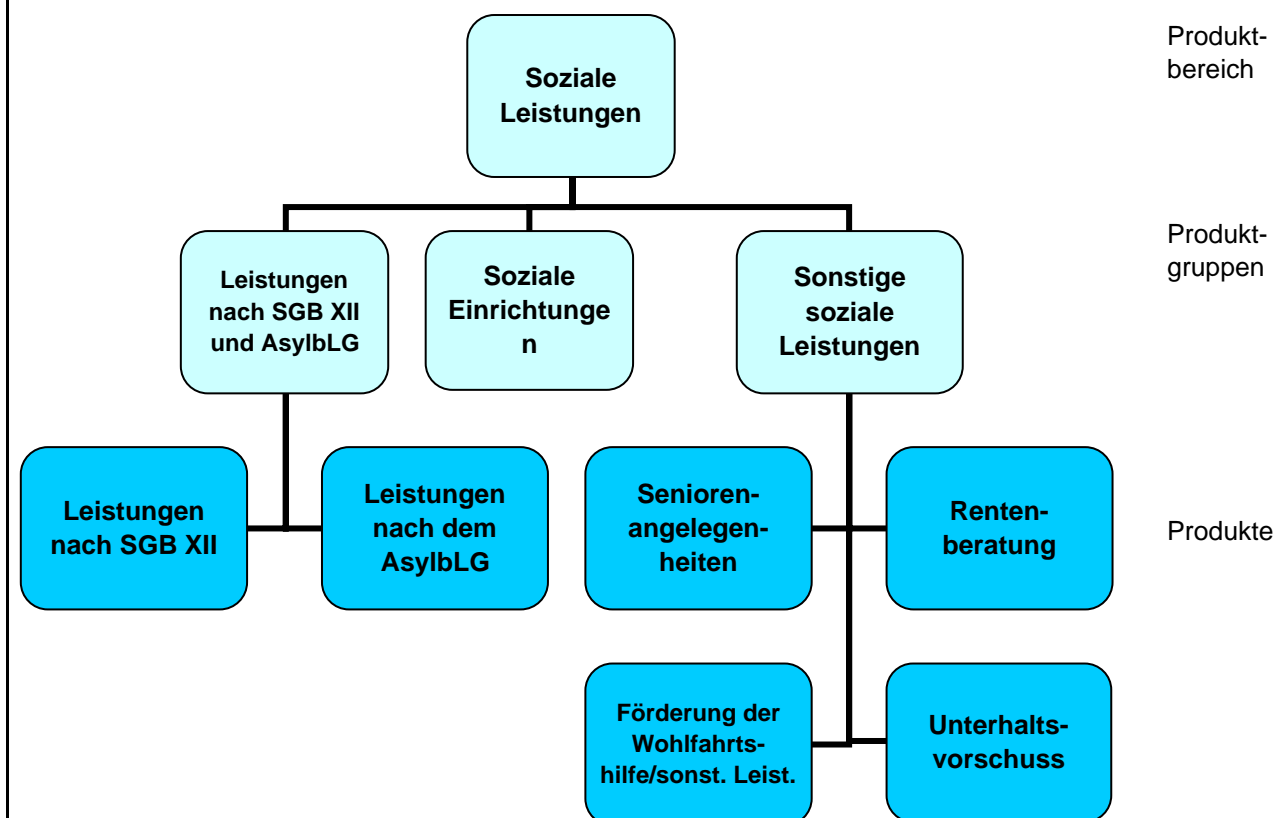 Soziale
Leistungen
Produkt-
bereich
Leistungen
nach SGB XII
und AsylbLG
Soziale
Einrichtunge
n
Sonstige
soziale
Leistungen
Produkt-
gruppen
Leistungen
nach SGB XII
Leistungen
nach dem
AsylbLG
Senioren-
angelegen-
heiten
Renten-
beratung
Produkte
Förderung der
Wohlfahrts-
hilfe/sonst. Leist.
Unterhalts-
vorschuss